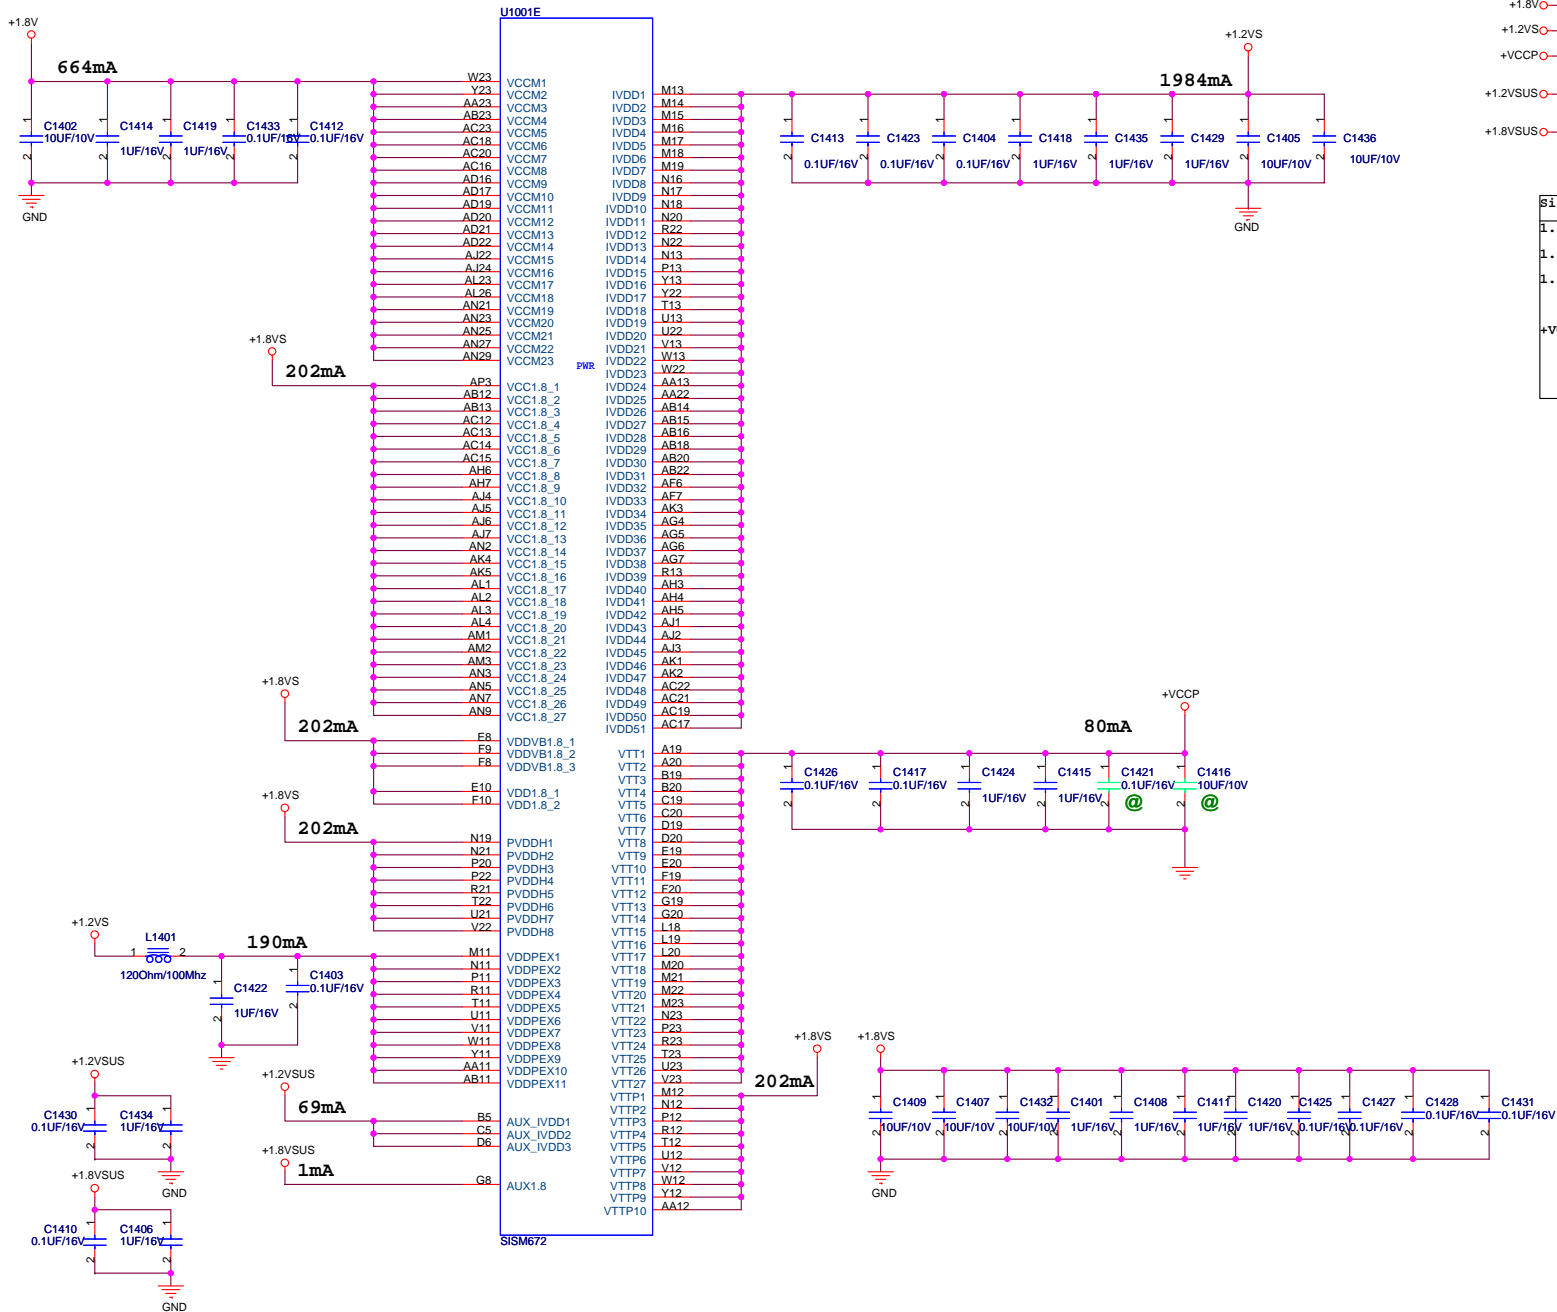 U1001E
+1.8V
664mA
C1402
10UF/10V
C1414
1UF/16V
C1419
1UF/16V
C1433
0.1UF/16V
C1412
0.1UF/16V
1
2
GND
W23 VCCM1
Y23 VCCM2
AA23 VCCM3
AB23 VCCM4
AC23 VCCM5
AC18 VCCM6
AC20 VCCM7
AC16 VCCM8
AD16 VCCM9
AD17 VCCM10
AD19 VCCM11
AD20 VCCM12
AD21 VCCM13
AD22 VCCM14
AJ22 VCCM15
AJ24 VCCM16
AL23 VCCM17
AL26 VCCM18
AN21 VCCM19
AN23 VCCM20
AN25 VCCM21
AN27 VCCM22
AN29 VCCM23
PWR
+1.8VS
202mA
AP3 VCC1.8_1
AB12 VCC1.8_2
AB13 VCC1.8_3
AC12 VCC1.8_4
AC13 VCC1.8_5
AC14 VCC1.8_6
AC15 VCC1.8_7
AH6 VCC1.8_8
AH7 VCC1.8_9
AJ4 VCC1.8_10
AJ5 VCC1.8_11
AJ6 VCC1.8_12
AJ7 VCC1.8_13
AN2 VCC1.8_14
AK4 VCC1.8_15
AK5 VCC1.8_16
AL1 VCC1.8_17
AL2 VCC1.8_18
AL3 VCC1.8_19
AL4 VCC1.8_20
AM1 VCC1.8_21
AM2 VCC1.8_22
AM3 VCC1.8_23
AN3 VCC1.8_24
AN5 VCC1.8_25
AN7 VCC1.8_26
AN9 VCC1.8_27
+1.8VS
202mA
E8 VDDVB1.8_1
F9 VDDVB1.8_2
F8 VDDVB1.8_3
E10 VDD1.8_1
F10 VDD1.8_2
+1.8VS
202mA
N19 PVDDH1
N21 PVDDH2
P20 PVDDH3
P22 PVDDH4
R21 PVDDH5
T22 PVDDH6
U21 PVDDH7
V22 PVDDH8
+1.2VS
L1401
1 2
120Ohm/100Mhz
190mA
C1422
1UF/16V
C1403
0.1UF/16V
M11 VDDPEX1
N11 VDDPEX2
P11 VDDPEX3
R11 VDDPEX4
T11 VDDPEX5
U11 VDDPEX6
V11 VDDPEX7
W11 VDDPEX8
Y11 VDDPEX9
AA11 VDDPEX10
AB11 VDDPEX11
+1.2VSUS
C1430
0.1UF/16V
C1434
1UF/16V
GND
+1.2VSUS
69mA
B5 AUX_IVDD1
C5 AUX_IVDD2
D6 AUX_IVDD3
+1.8VSUS
1mA
G8 AUX1.8
+1.8VSUS
C1410
0.1UF/16V
C1406
1UF/16V
GND
SISM672
IVDD1 M13
IVDD2 M14
IVDD3 M15
IVDD4 M16
IVDD5 M17
IVDD6 M18
IVDD7 M19
IVDD8 N16
IVDD9 N17
IVDD10 N18
IVDD11 N20
IVDD12 R22
IVDD13 N22
IVDD14 N13
IVDD15 P13
IVDD16 Y13
IVDD17 Y22
IVDD18 T13
IVDD19 U13
IVDD20 U22
IVDD21 V13
IVDD22 W13
IVDD23 W22
IVDD24 AA13
IVDD25 AA22
IVDD26 AB14
IVDD27 AB15
IVDD28 AB16
IVDD29 AB18
IVDD30 AB20
IVDD31 AB22
IVDD32 AF6
IVDD33 AF7
IVDD34 AK3
IVDD35 AG4
IVDD36 AG5
IVDD37 AG6
IVDD38 AG7
IVDD39 R13
IVDD40 AH3
IVDD41 AH4
IVDD42 AH5
IVDD43 AJ1
IVDD44 AJ2
IVDD45 AJ3
IVDD46 AK1
IVDD47 AK2
IVDD48 AC22
IVDD49 AC21
IVDD50 AC19
IVDD51 AC17
VTT1 A19
VTT2 A20
VTT3 B19
VTT4 B20
VTT5 C19
VTT6 C20
VTT7 D19
VTT8 D20
VTT9 E19
VTT10 E20
VTT11 F19
VTT12 F20
VTT13 G19
VTT14 G20
VTT15 L18
VTT16 L19
VTT17 L20
VTT18 M20
VTT19 M21
VTT20 M22
VTT21 M23
VTT22 N23
VTT23 P23
VTT24 R23
VTT25 T23
VTT26 U23
VTT27 V23
VTTP1 M12
VTTP2 N12
VTTP3 P12
VTTP4 R12
VTTP5 T12
VTTP6 U12
VTTP7 V12
VTTP8 W12
VTTP9 Y12
VTTP10 AA12
+1.2VS
1984mA
C1413
0.1UF/16V
C1423
0.1UF/16V
C1404
0.1UF/16V
C1418
1UF/16V
C1435
1UF/16V
C1429
1UF/16V
C1405
10UF/10V
C1436
10UF/10V
GND
+VCCP
80mA
C1426
0.1UF/16V
C1417
0.1UF/16V
C1424
1UF/16V
C1415
1UF/16V
C1421
0.1UF/16V
@
C1416
10UF/10V
@
+1.8VS
202mA
+1.8VS
C1409
10UF/10V
C1407
10UF/10V
C1432
10UF/10V
C1401
1UF/16V
C1408
1UF/16V
C1411
1UF/16V
C1420
1UF/16V
C1425
0.1UF/16V
C1427
0.1UF/16V
C1428
0.1UF/16V
C1431
0.1UF/16V
GND
+1.8V
+1.2VS
+VCCP
+1.2VSUS
+1.8VSUS
1.
1.
1.